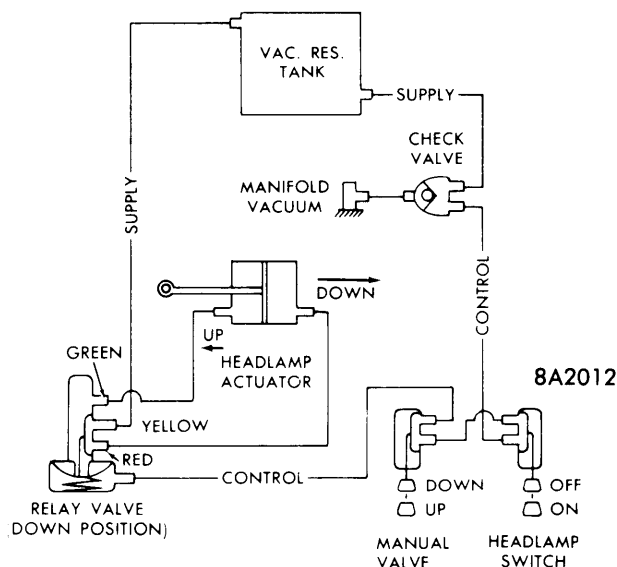 VAC. RES.
TANK
SUPPLY
CHECK
VALVE
MANIFOLD
VACUUM
SUPPLY
DOWN
CONTROL
UP
GREEN
HEADLAMP
ACTUATOR
8A2012
YELLOW
RED
CONTROL
DOWN
UP
OFF
ON
RELAY VALVE
(DOWN POSITION)
MANUAL
VALVE
HEADLAMP
SWITCH